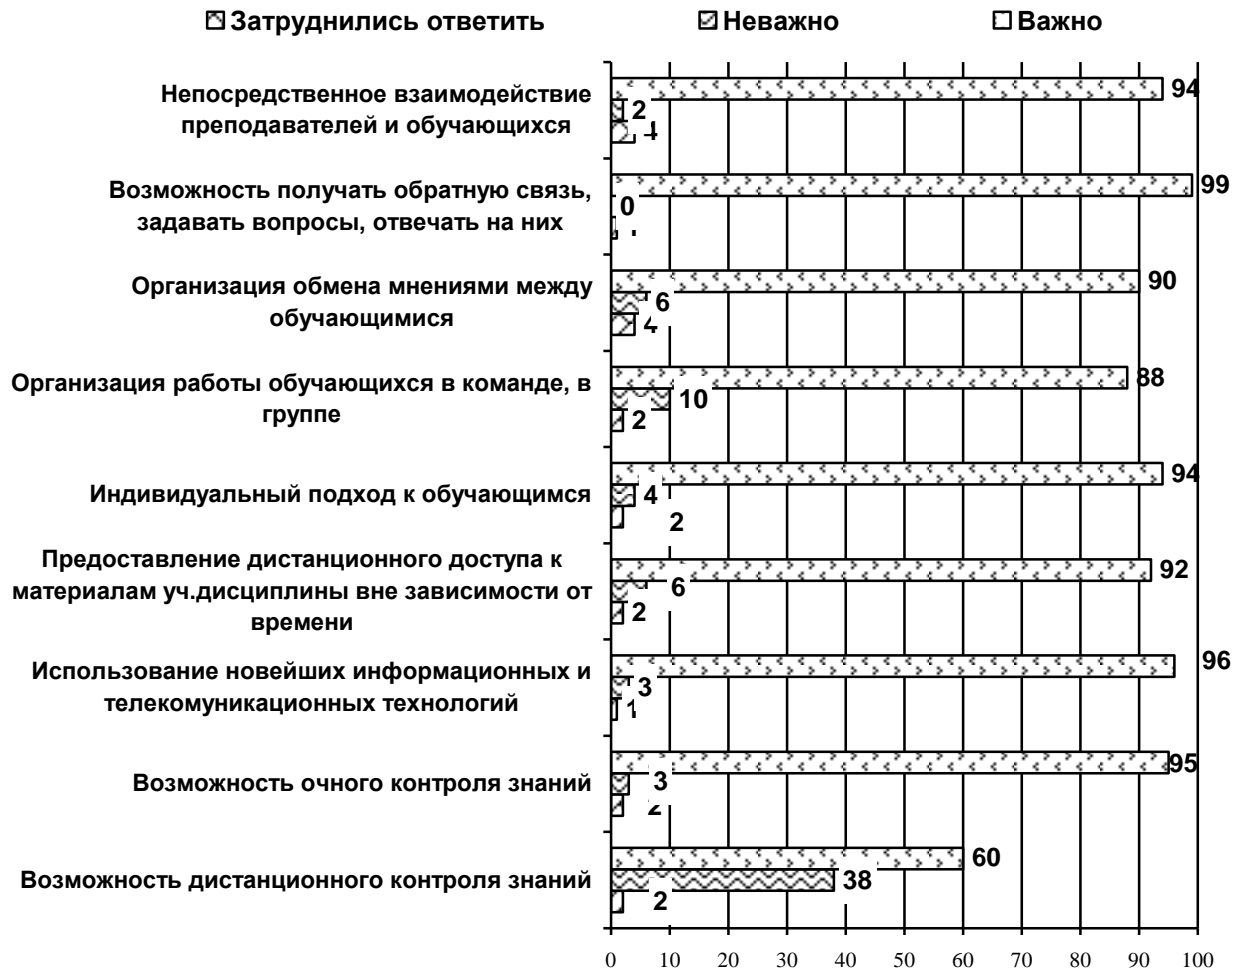 Затруднились ответить Неважно Важно
Непосредственное взаимодействие
преподавателей и обучающихся
94
2
4
Возможность получать обратную связь,
задавать вопросы, отвечать на них
99
0
Организация обмена мнениями между
обучающимися
90
6
4
Организация работы обучающихся в команде, в
группе
88
10
2
Индивидуальный подход к обучающимся
94
4
2
Предоставление дистанционного доступа к
материалам уч.дисциплины вне зависимости от
времени
92
6
2
Использование новейших информационных и
телекомуникационных технологий
96
3
1
Возможность очного контроля знаний
95
3
2
Возможность дистанционного контроля знаний
60
38
2
0 10 20 30 40 50 60 70 80 90 100